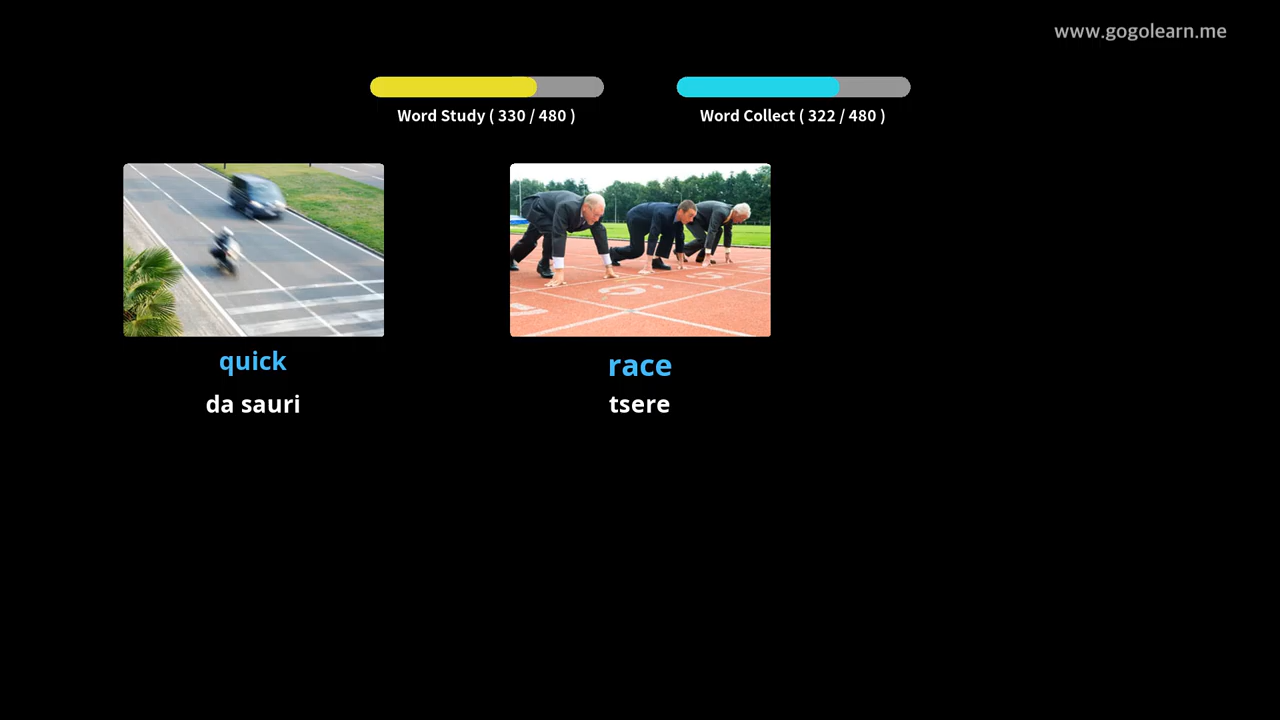 www.gogolearn.me
Word Study ( 330 / 480 )
Word Collect ( 322 / 480 )
quick
da sauri
race
tsere